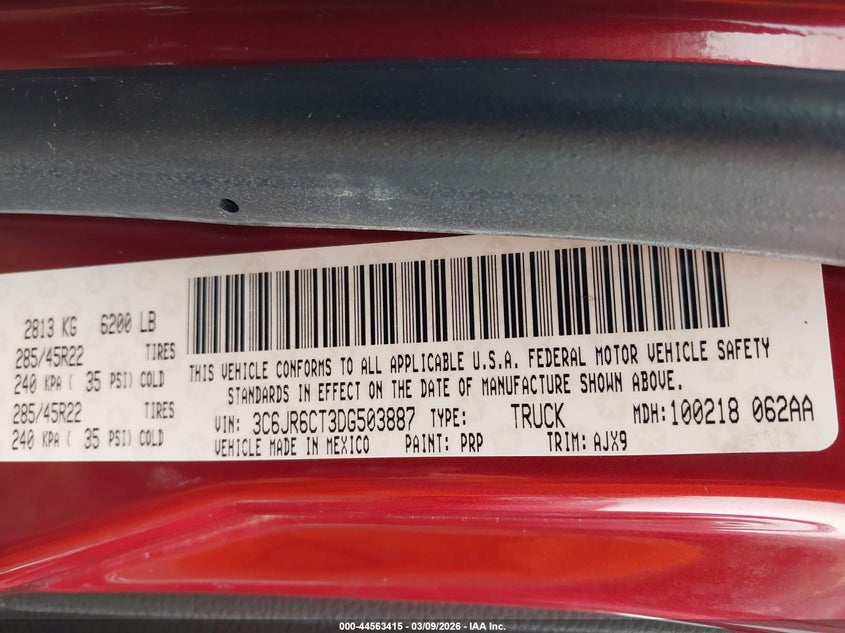 2813 KG 6200 LB
285/45R22 TIRES
240 KPA ( 35 PSI) COLD
285/45R22 TIRES
240 KPA ( 35 PSI) COLD
THIS VEHICLE CONFORMS TO ALL APPLICABLE U.S.A. FEDERAL MOTOR VEHICLE SAFETY
STANDARDS IN EFFECT ON THE DATE OF MANUFACTURE SHOWN ABOVE.
VIN: 3C6JR6CT3DG503887 TYPE: TRUCK MDH: 100218 062AA
VEHICLE MADE IN MEXICO PAINT: PRP TRIM: AJX9
000-44563415 - 03/09/2026 - IAA Inc.